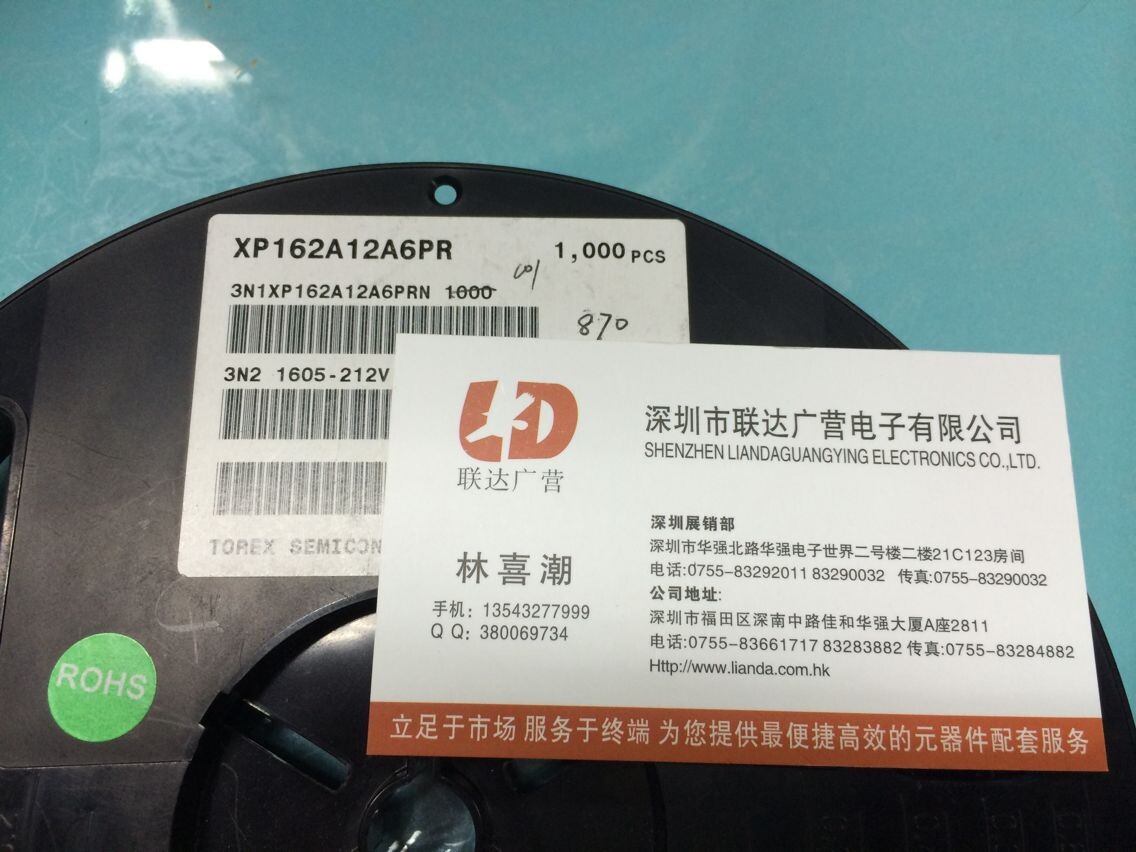 XP162A12A6PR 1,000 PCS
3N1XP162A12A6PRN 1000
870
3N2 1605-212V
TOREX SEMICON
ROHS
LD
联达广营
深圳市联达广营电子有限公司
SHENZHEN LIANDAGUANGYING ELECTRONICS CO.,LTD.
林喜潮
手机：13543277999
QQ：380069734
深圳展销部
深圳市华强北路华强电子世界二号楼二楼21C123房间
电话:0755-83292011 83290032 传真:0755-83290032
公司地址:
深圳市福田区深南中路佳和华强大厦A座2811
电话:0755-83661717 83283882 传真:0755-83284882
Http://www.lianda.com.hk
立足于市场 服务于终端 为您提供最便捷高效的元器件配套服务